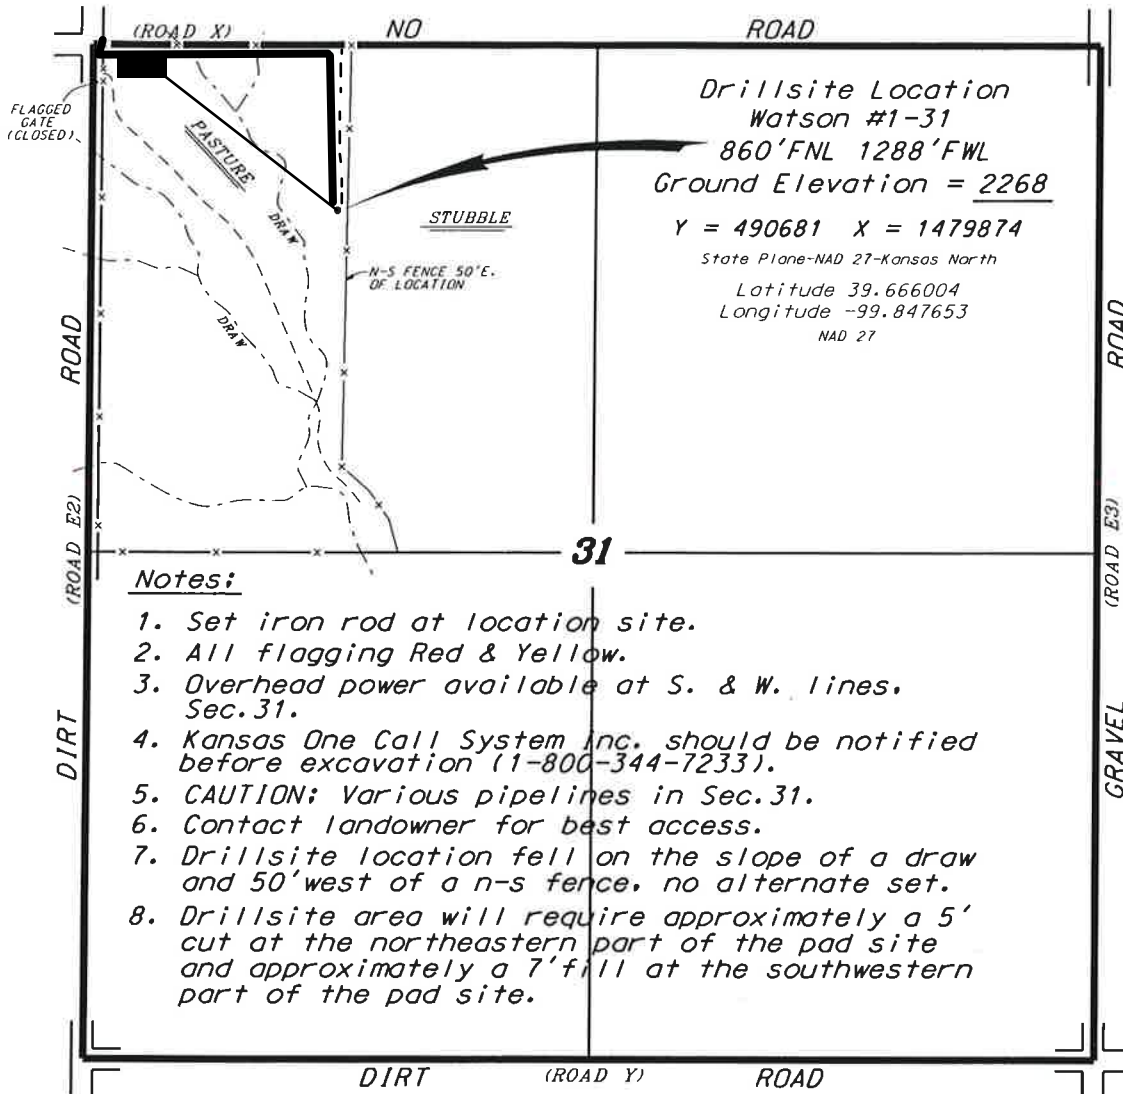 (ROAD X) NO ROAD
FLAGGED
GATE
(CLOSED)
PASTURE
Drillsite Location
Watson #1-31
860'FNL 1288'FWL
Ground Elevation = 2268
Y = 490681 X = 1479874
State Plane-NAD 27-Kansas North
Latitude 39.666004
Longitude -99.847653
NAD 27
STUBBLE
DRAW
N-S FENCE 50'E.
OF LOCATION
DRAW
ROAD
(ROAD E2)
DIRT
ROAD
(ROAD E3)
GRAVEL
31
Notes:
1. Set iron rod at location site.
2. All flagging Red & Yellow.
3. Overhead power available at S. & W. lines,
Sec.31.
4. Kansas One Call System inc. should be notified
before excavation (1-800-344-7233).
5. CAUTION: Various pipelines in Sec.31.
6. Contact landowner for best access.
7. Drillsite location fell on the slope of a draw
and 50'west of a n-s fence, no alternate set.
8. Drillsite area will require approximately a 5'
cut at the northeastern part of the pad site
and approximately a 7'fill at the southwestern
part of the pad site.
DIRT (ROAD Y) ROAD